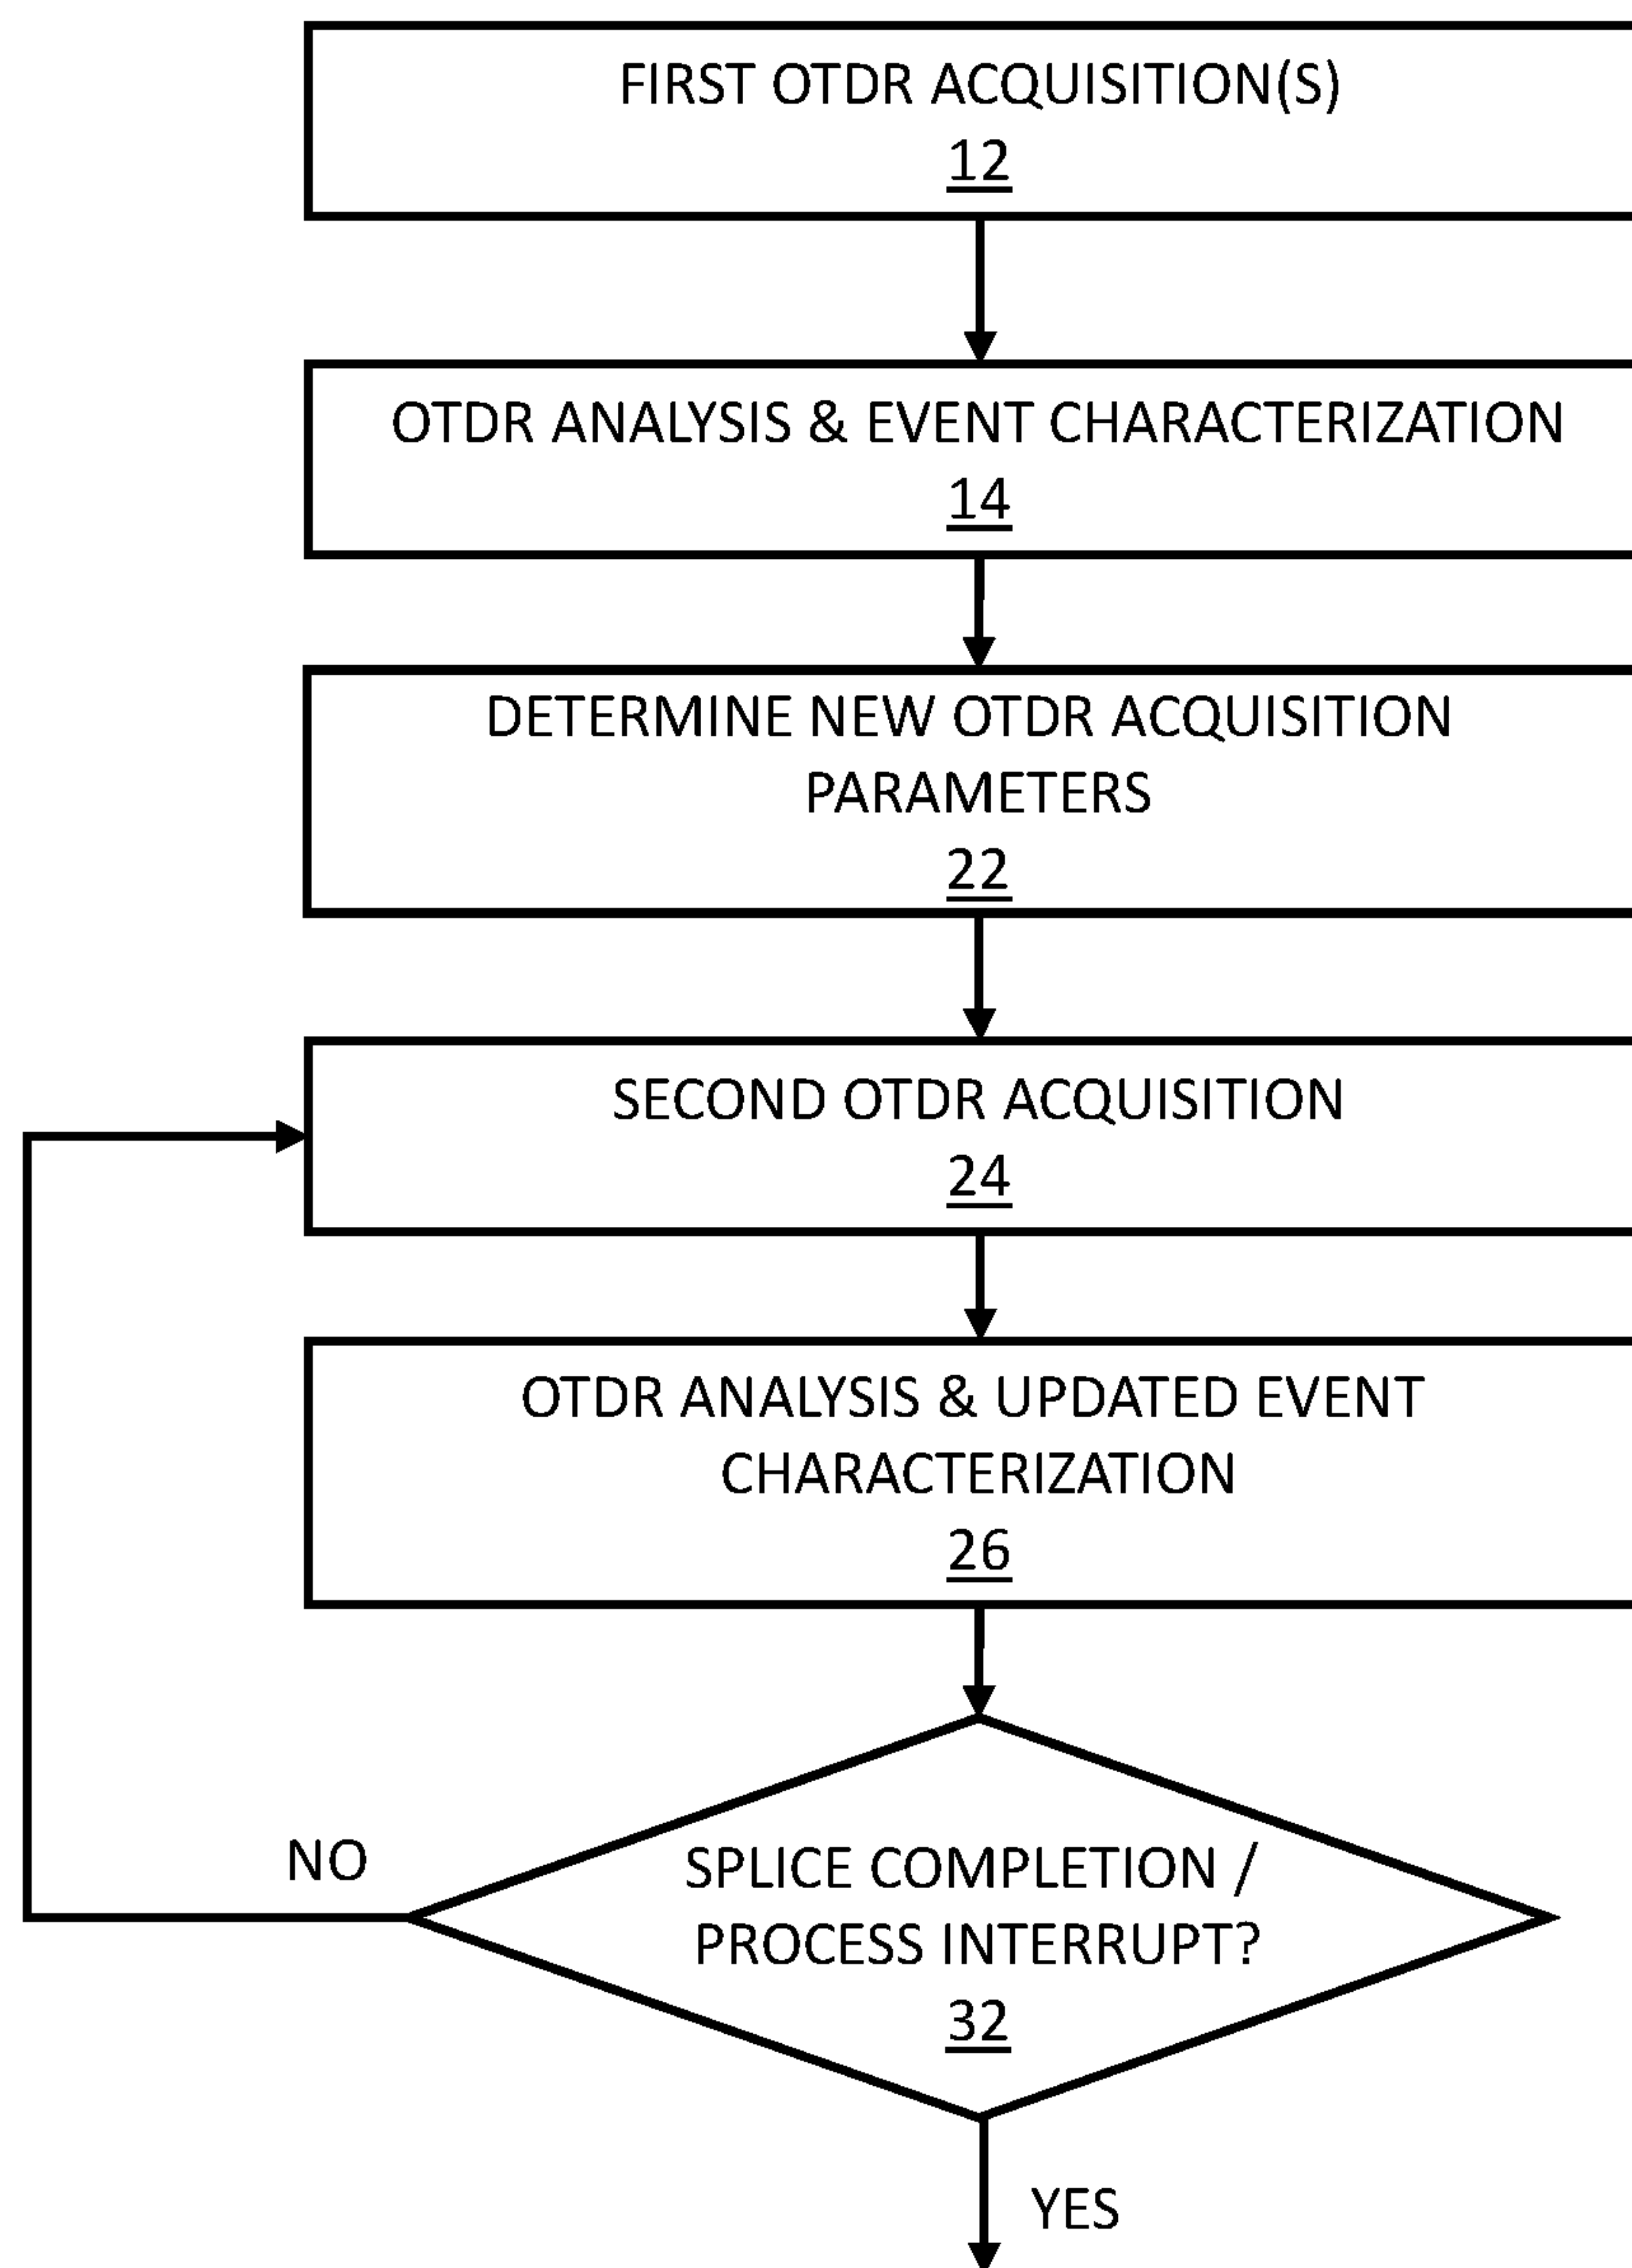 FIRST OTDR ACQUISITION(S)
12
OTDR ANALYSIS & EVENT CHARACTERIZATION
14
DETERMINE NEW OTDR ACQUISITION
PARAMETERS
22
SECOND OTDR ACQUISITION
24
OTDR ANALYSIS & UPDATED EVENT
CHARACTERIZATION
26
NO
SPLICE COMPLETION /
PROCESS INTERRUPT?
32
YES